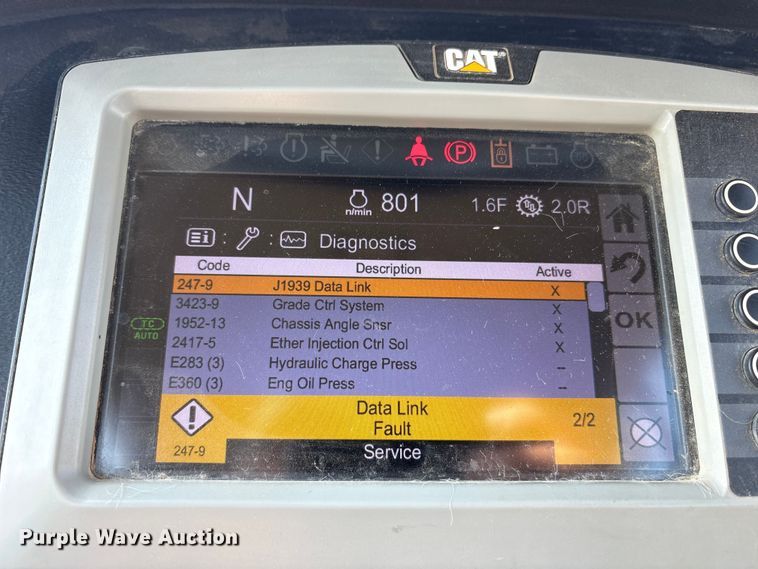 CAT
P
N
n/min 801
1.6F 2.0R
Diagnostics
Code Description Active
247-9 J1939 Data Link X
3423-9 Grade Ctrl System X
1952-13 Chassis Angle Snsr X
2417-5 Ether Injection Ctrl Sol X
E283 (3) Hydraulic Charge Press --
E360 (3) Eng Oil Press --
TC
AUTO
OK
Data Link
Fault
2/2
247-9
Service
Purple Wave Auction